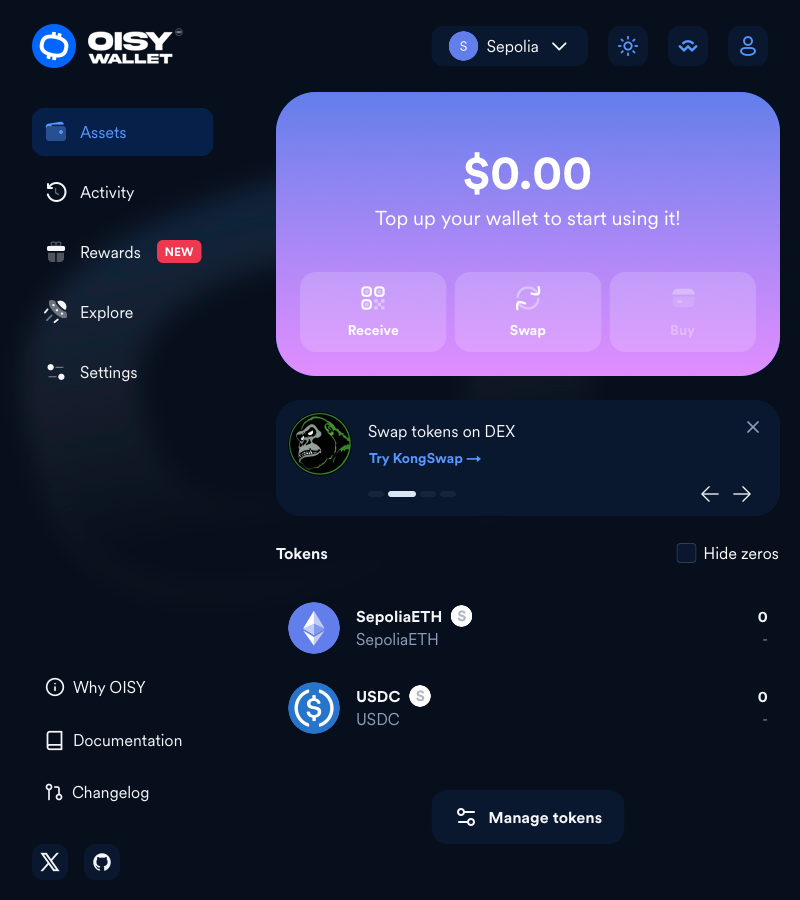 OISY
WALLET
S Sepolia
Assets
Activity
Rewards NEW
Explore
Settings
$0.00
Top up your wallet to start using it!
Receive
Swap
Buy
Swap tokens on DEX
Try KongSwap →
Tokens
Hide zeros
SepoliaETH S 0
SepoliaETH -
USDC S 0
USDC -
Manage tokens
Why OISY
Documentation
Changelog